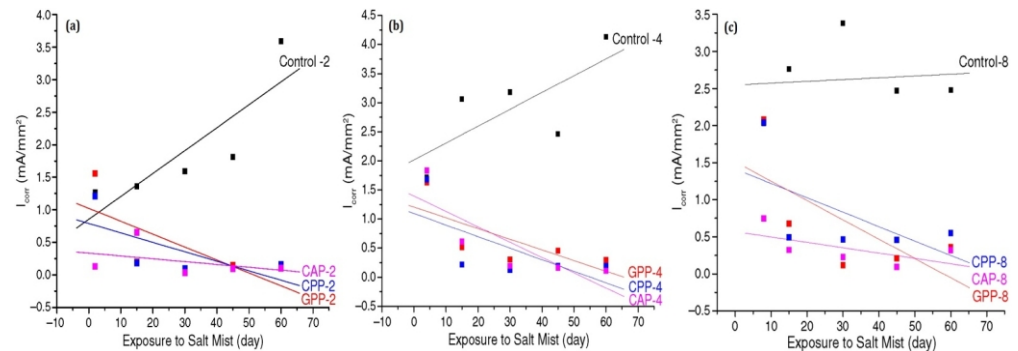 (a)
4.0
3.5
3.0
2.5
2.0
1.5
1.0
0.5
0.0
−0.5
I corr (mA/mm²)
Control -2
CAP-2
CPP-2
GPP-2
−10 0 10 20 30 40 50 60 70
Exposure to Salt Mist (day)
(b)
4.5
4.0
3.5
3.0
2.5
2.0
1.5
1.0
0.5
0.0
−0.5
I corr (mA/mm²)
Control -4
GPP-4
CPP-4
CAP-4
−10 0 10 20 30 40 50 60 70
Exposure to Salt Mist (day)
(c)
3.5
3.0
2.5
2.0
1.5
1.0
0.5
0.0
−0.5
I corr (mA/mm²)
Control-8
CPP-8
CAP-8
GPP-8
0 10 20 30 40 50 60 70
Exposure to Salt Mist (day)